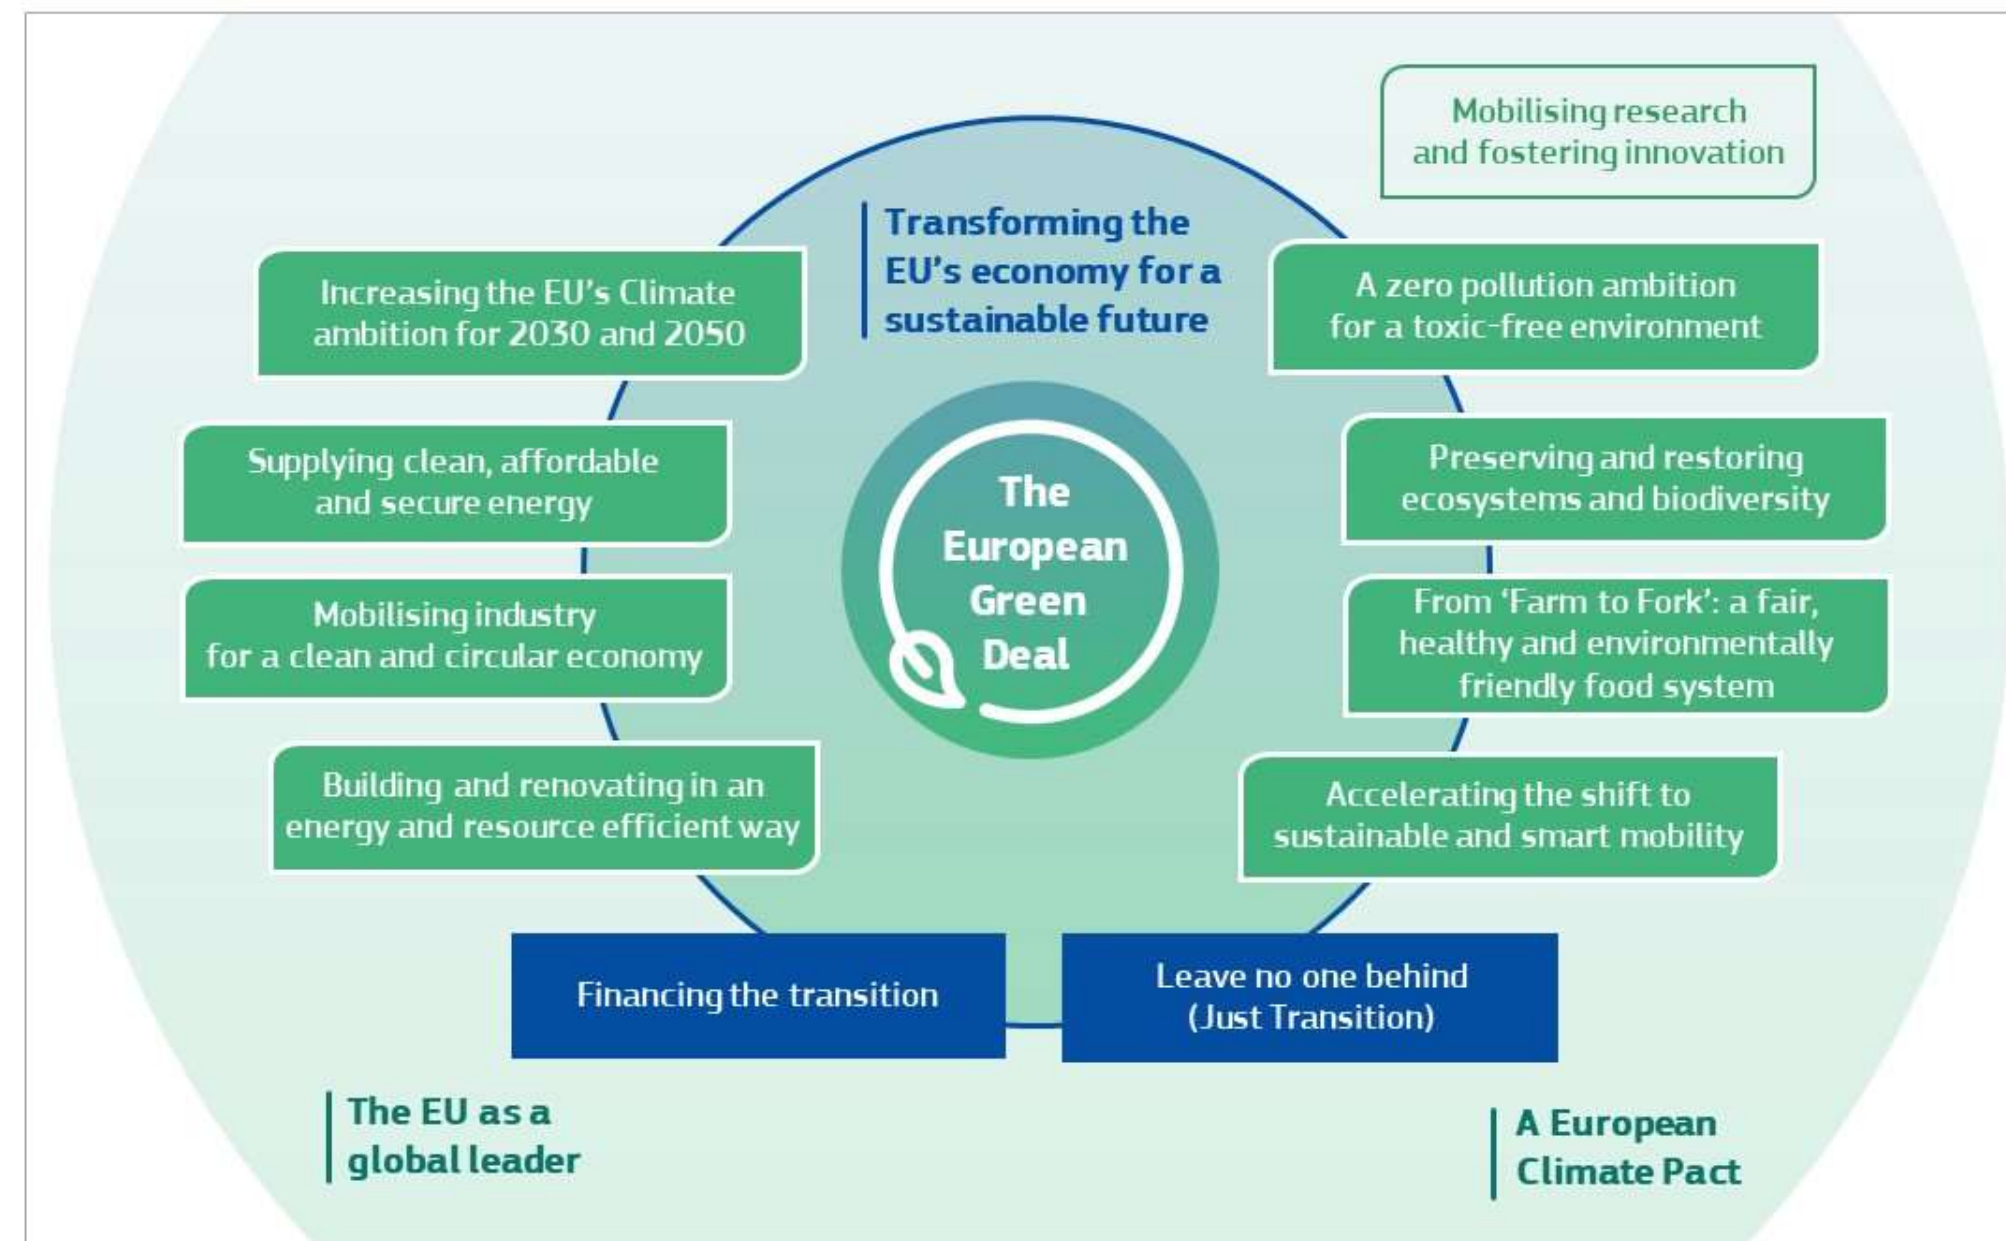 Mobilising research
and fostering innovation
Transforming the
EU's economy for a
sustainable future
Increasing the EU's Climate
ambition for 2030 and 2050
A zero pollution ambition
for a toxic-free environment
Supplying clean, affordable
and secure energy
Preserving and restoring
ecosystems and biodiversity
The
European
Green
Deal
Mobilising industry
for a clean and circular economy
From ‘Farm to Fork’: a fair,
healthy and environmentally
friendly food system
Building and renovating in an
energy and resource efficient way
Accelerating the shift to
sustainable and smart mobility
Financing the transition
Leave no one behind
(Just Transition)
The EU as a
global leader
A European
Climate Pact